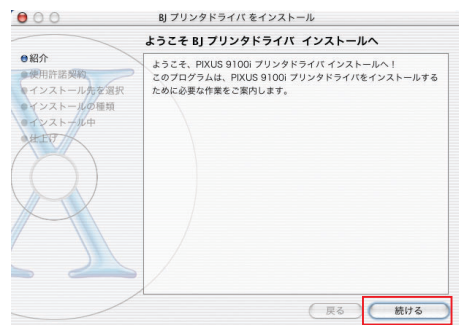 BJ プリンタドライバ をインストール
ようこそ BJ プリンタドライバ インストールへ
紹介
使用許諾契約
インストール先を選択
インストールの種類
インストール中
仕上げ
ようこそ、PIXUS 9100i プリンタドライバ インストールへ！
このプログラムは、PIXUS 9100i プリンタドライバをインストールする
ために必要な作業をご案内します。
戻る
続ける